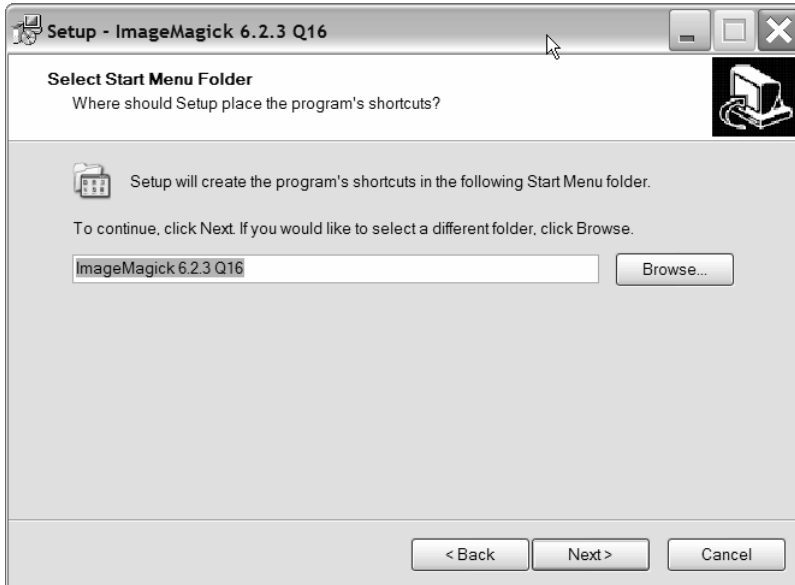 Setup - ImageMagick 6.2.3 Q16
Select Start Menu Folder
Where should Setup place the program's shortcuts?
Setup will create the program's shortcuts in the following Start Menu folder.
To continue, click Next. If you would like to select a different folder, click Browse.
ImageMagick 6.2.3 Q16
Browse...
< Back
Next >
Cancel